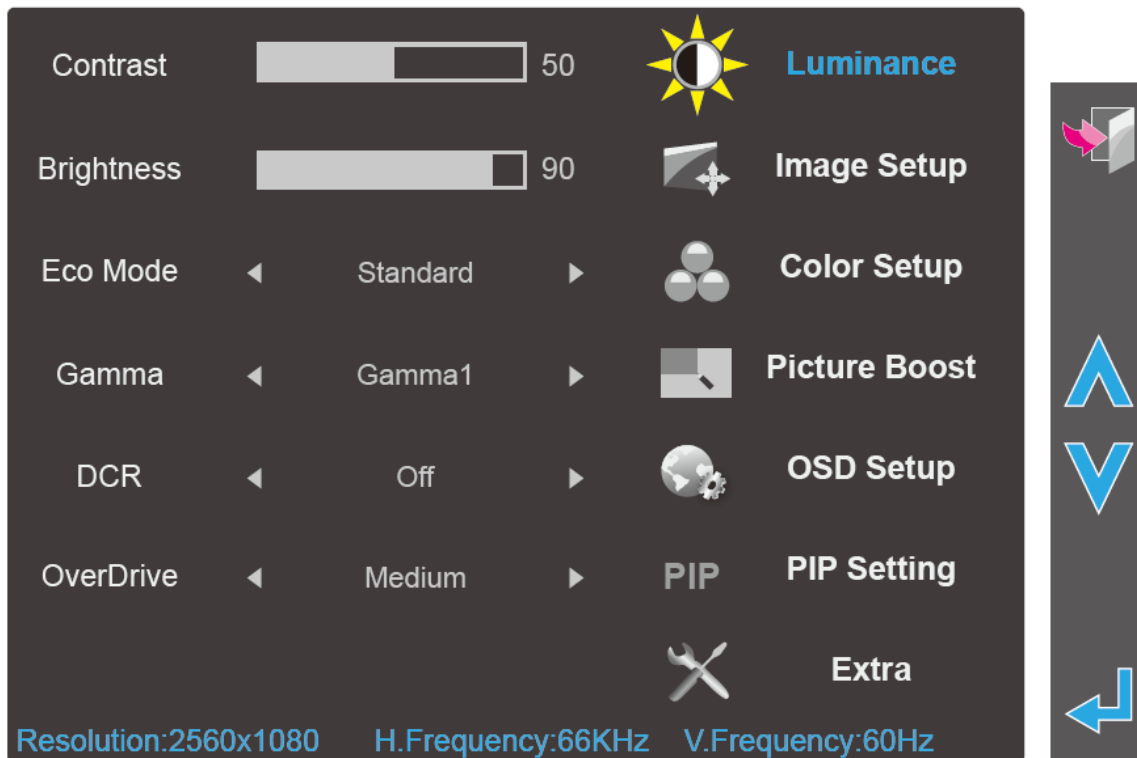 Contrast 50 Luminance
Brightness 90 Image Setup
Eco Mode Standard Color Setup
Gamma Gamma1 Picture Boost
DCR Off OSD Setup
OverDrive Medium PIP PIP Setting
Extra
Resolution:2560x1080 H.Frequency:66KHz V.Frequency:60Hz